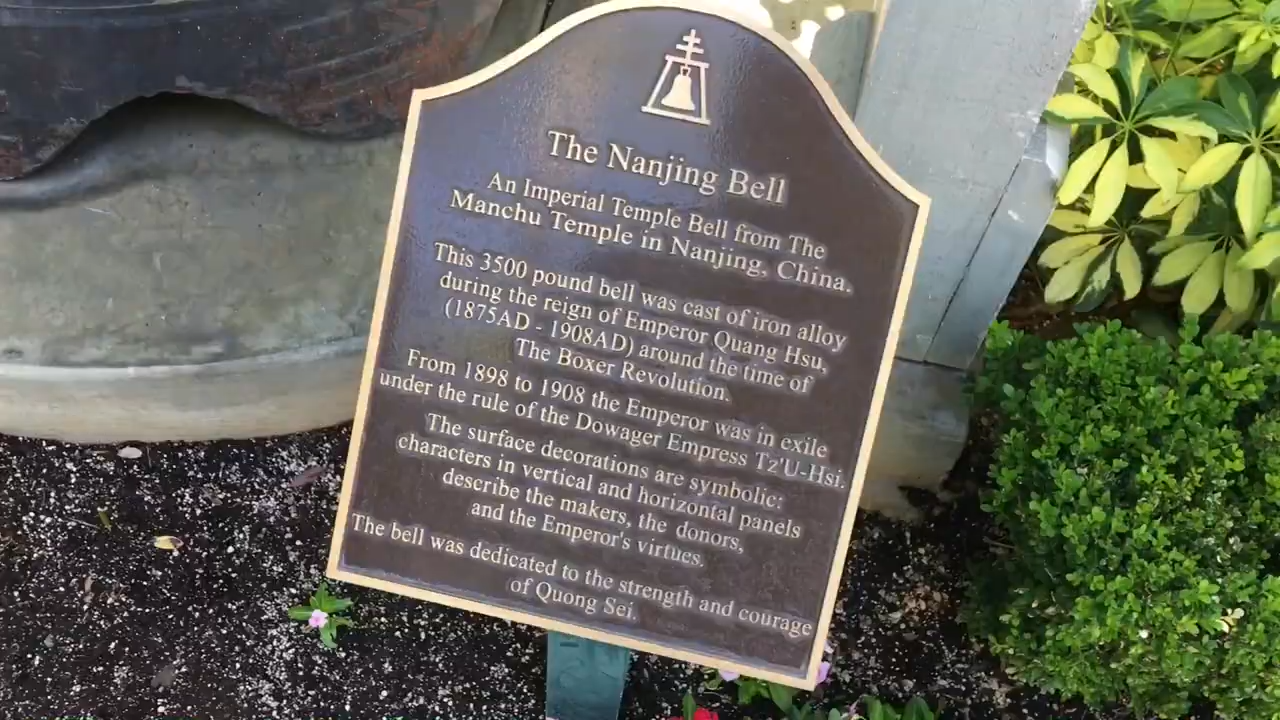 The Nanjing Bell
An Imperial Temple Bell from The
Manchu Temple in Nanjing, China.
This 3500 pound bell was cast of iron alloy
during the reign of Emperor Quang Hsu,
(1875AD - 1908AD) around the time of
The Boxer Revolution.
From 1898 to 1908 the Emperor was in exile
under the rule of the Dowager Empress Tz'U-Hsi.
The surface decorations are symbolic:
characters in vertical and horizontal panels
describe the makers, the donors,
and the Emperor's virtues.
The bell was dedicated to the strength and courage
of Quong Sei.